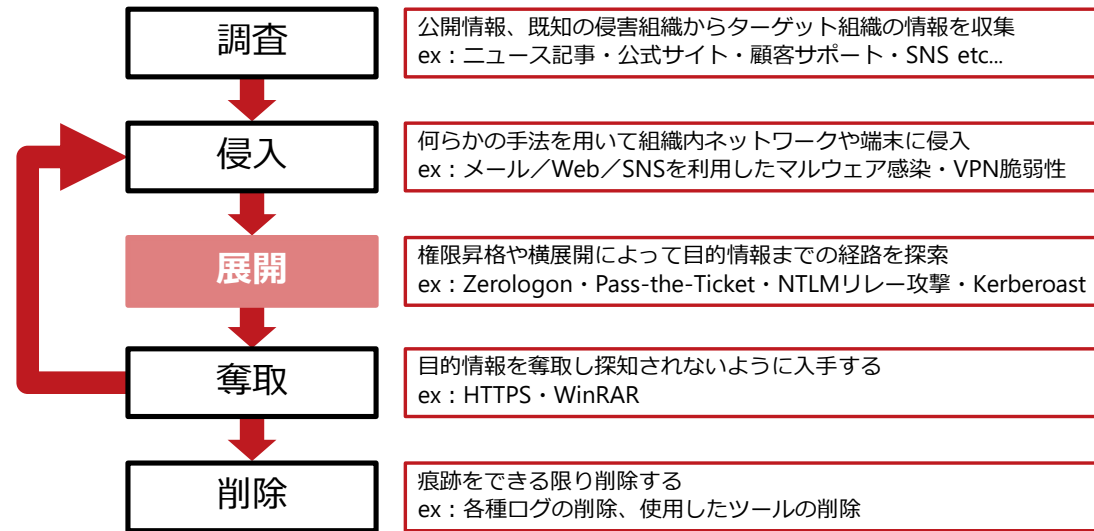 調査
公開情報、既知の侵害組織からターゲット組織の情報を収集
ex：ニュース記事・公式サイト・顧客サポート・SNS etc...
侵入
何らかの手法を用いて組織内ネットワークや端末に侵入
ex：メール／Web／SNSを利用したマルウェア感染・VPN脆弱性
展開
権限昇格や横展開によって目的情報までの経路を探索
ex：Zerologon・Pass-the-Ticket・NTLMリレー攻撃・Kerberoast
奪取
目的情報を奪取し探知されないように入手する
ex：HTTPS・WinRAR
削除
痕跡をできる限り削除する
ex：各種ログの削除、使用したツールの削除